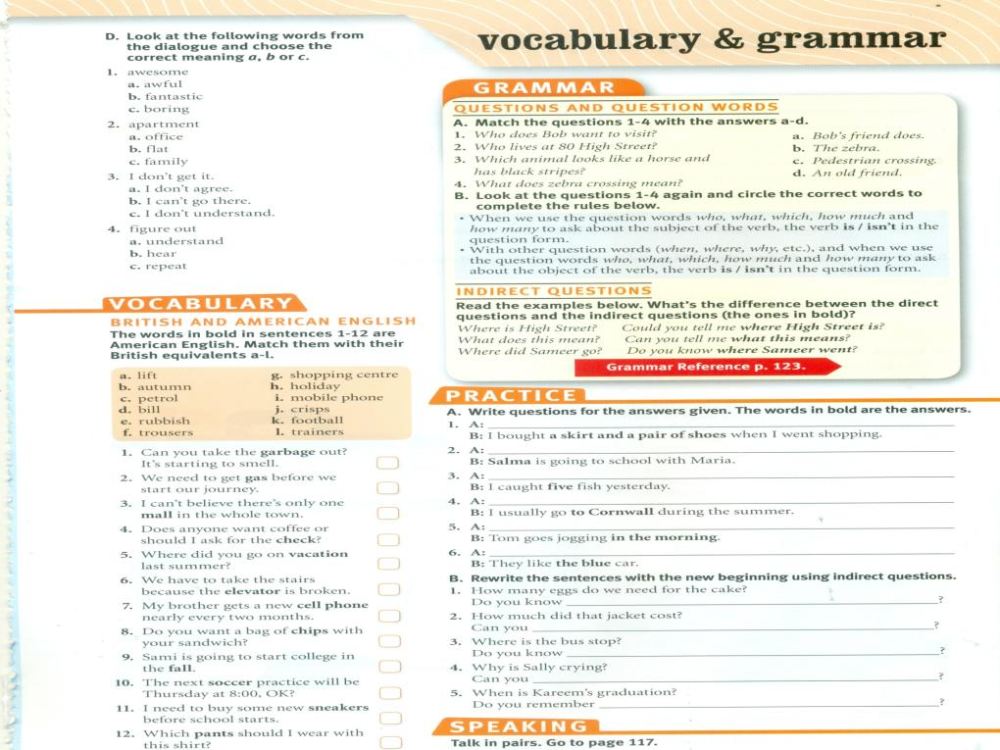 D. Look at the following words from
the dialogue and choose the
correct meaning a, b or c.
1. awesome
a. awful
b. fantastic
c. boring
2. apartment
a. office
b. flat
c. family
3. I don't get it.
a. I don't agree.
b. I can't go there.
c. I don't understand.
4. figure out
a. understand
b. hear
c. repeat
VOCABULARY
BRITISH AND AMERICAN ENGLISH
The words in bold in sentences 1-12 are
American English. Match them with their
British equivalents a-l.
a. lift
b. autumn
c. petrol
d. bill
e. rubbish
f. trousers
g. shopping centre
h. holiday
i. mobile phone
j. crisps
k. football
l. trainers
1. Can you take the garbage out?
It's starting to smell.
2. We need to get gas before we
start our journey.
3. I can't believe there's only one
mall in the whole town.
4. Does anyone want coffee or
should I ask for the check?
5. Where did you go on vacation
last summer?
6. We have to take the stairs
because the elevator is broken.
7. My brother gets a new cell phone
nearly every two months.
8. Do you want a bag of chips with
your sandwich?
9. Sami is going to start college in
the fall.
10. The next soccer practice will be
Thursday at 8:00, OK?
11. I need to buy some new sneakers
before school starts.
12. Which pants should I wear with
this shirt?
vocabulary & grammar
GRAMMAR
QUESTIONS AND QUESTION WORDS
A. Match the questions 1-4 with the answers a-d.
1. Who does Bob want to visit?
2. Who lives at 80 High Street?
3. Which animal looks like a horse and
has black stripes?
4. What does zebra crossing mean?
a. Bob's friend does.
b. The zebra.
c. Pedestrian crossing.
d. An old friend.
B. Look at the questions 1-4 again and circle the correct words to
complete the rules below.
• When we use the question words who, what, which, how much and
how many to ask about the subject of the verb, the verb is / isn't in the
question form.
• With other question words (when, where, why, etc.), and when we use
the question words who, what, which, how much and how many to ask
about the object of the verb, the verb is / isn't in the question form.
INDIRECT QUESTIONS
Read the examples below. What's the difference between the direct
questions and the indirect questions (the ones in bold)?
Where is High Street? Could you tell me where High Street is?
What does this mean? Can you tell me what this means?
Where did Sameer go? Do you know where Sameer went?
Grammar Reference p. 123.
PRACTICE
A. Write questions for the answers given. The words in bold are the answers.
1. A: ____
B: I bought a skirt and a pair of shoes when I went shopping.
2. A: ____
B: Salma is going to school with Maria.
3. A: ____
B: I caught five fish yesterday.
4. A: ____
B: I usually go to Cornwall during the summer.
5. A: ____
B: Tom goes jogging in the morning.
6. A: ____
B: They like the blue car.
B. Rewrite the sentences with the new beginning using indirect questions.
1. How many eggs do we need for the cake?
Do you know ____?
2. How much did that jacket cost?
Can you ____?
3. Where is the bus stop?
Do you know ____?
4. Why is Sally crying?
Can you ____?
5. When is Kareem's graduation?
Do you remember ____?
SPEAKING
Talk in pairs. Go to page 117.